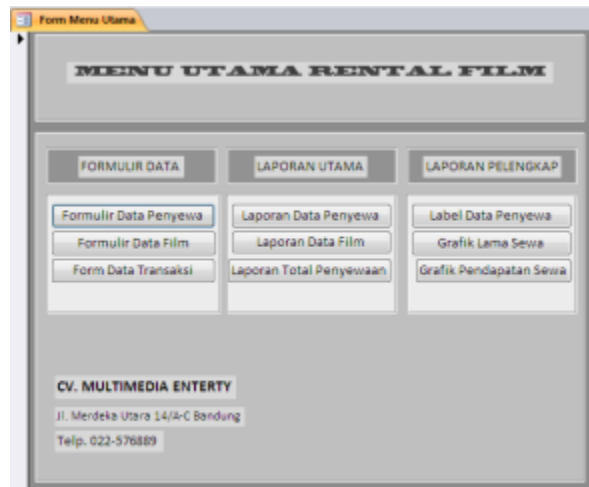 Form Menu Utama
MENU UTAMA RENTAL FILM
FORMULIR DATA
LAPORAN UTAMA
LAPORAN PELENGKAP
Formulir Data Penyewa
Laporan Data Penyewa
Label Data Penyewa
Formulir Data Film
Laporan Data Film
Grafik Lama Sewa
Form Data Transaksi
Laporan Total Penyewaan
Grafik Pendapatan Sewa
CV. MULTIMEDIA ENTERTY
Jl. Merdeka Utara 14/A-C Bandung
Telp. 022-576889